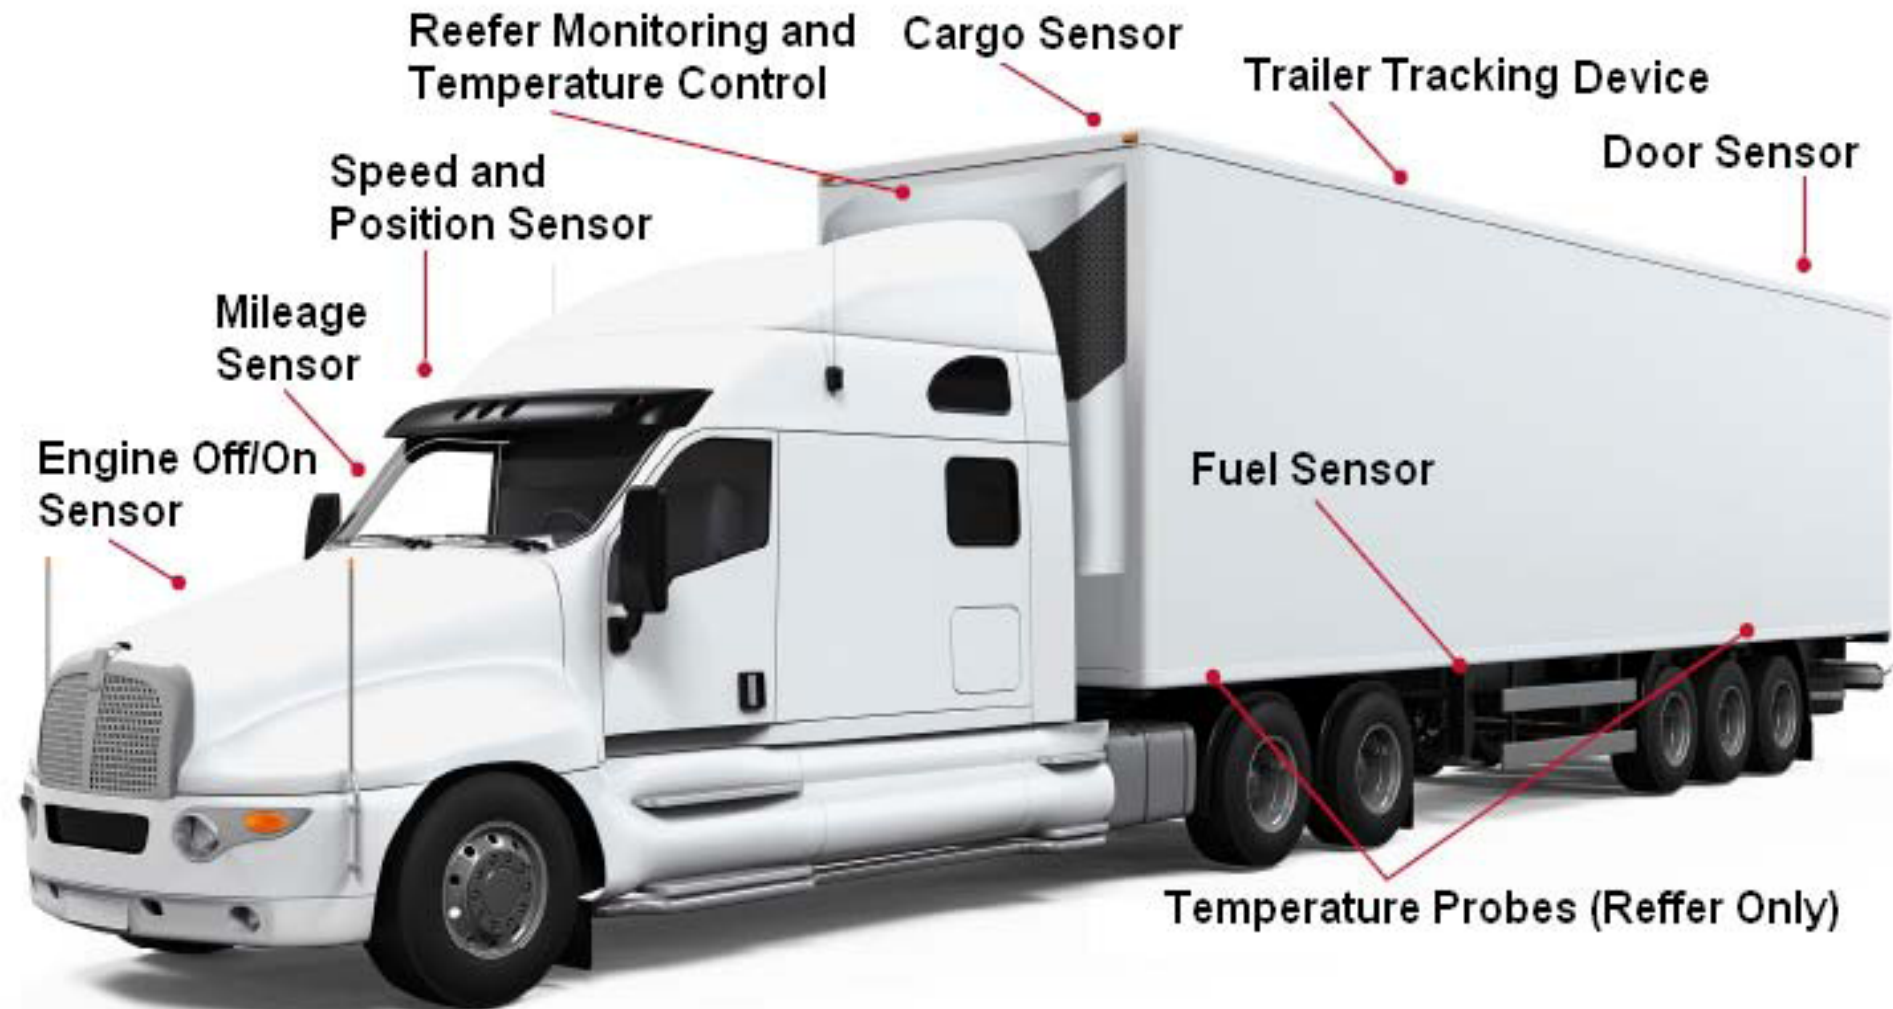 Reefer Monitoring and
Temperature Control
Cargo Sensor
Trailer Tracking Device
Door Sensor
Speed and
Position Sensor
Mileage
Sensor
Engine Off/On
Sensor
Fuel Sensor
Temperature Probes (Reffer Only)